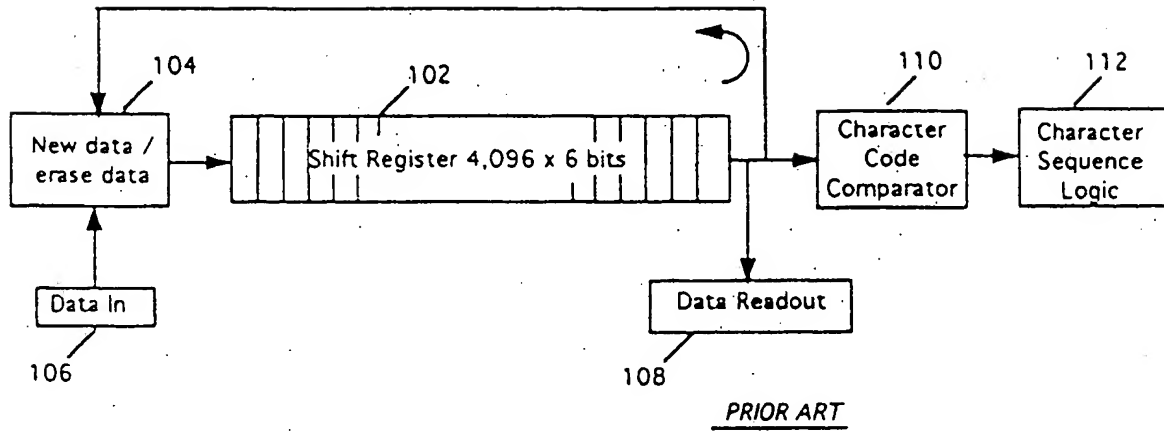 104
102
110
112
New data /
erase data
Shift Register 4,096 x 6 bits
Character
Code
Comparator
Character
Sequence
Logic
Data In
Data Readout
106
108
PRIOR ART